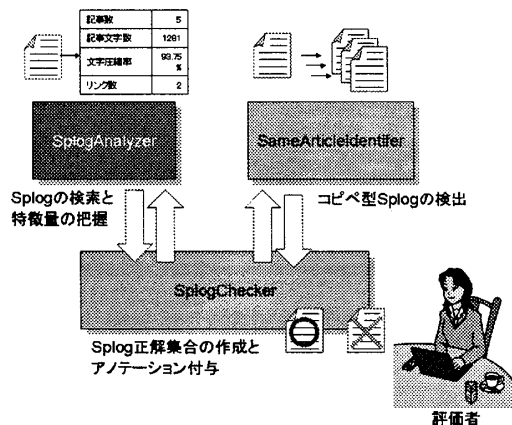 記事数 5
記事文字数 1281
文字圧縮率 93.75%
リンク数 2
SplogAnalyzer
SameArticleIdentifer
Splogの検索と
特徴量の把握
コピペ型Splogの検出
SplogChecker
Splog正解集合の作成と
アノテーション付与
評価者